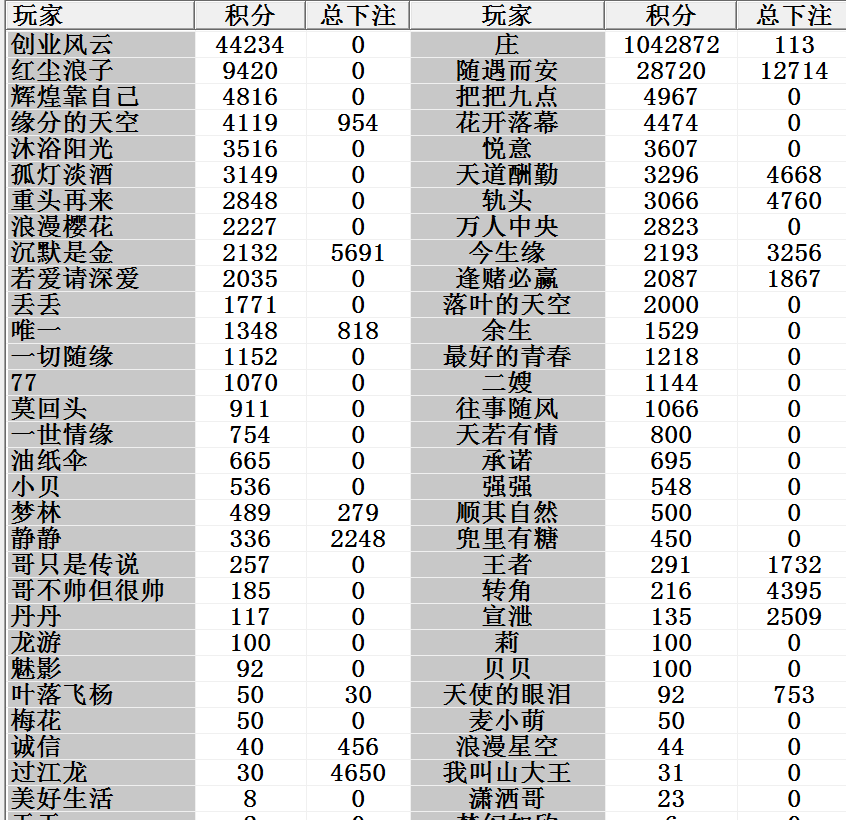 玩家 积分 总下注 玩家 积分 总下注
创业风云 44234 0 庄 1042872 113
红尘浪子 9420 0 随遇而安 28720 12714
辉煌靠自己 4816 0 把把九点 4967 0
缘分的天空 4119 954 花开落幕 4474 0
沐浴阳光 3516 0 悦意 3607 0
孤灯淡酒 3149 0 天道酬勤 3296 4668
重头再来 2848 0 轨头 3066 4760
浪漫樱花 2227 0 万人中央 2823 0
沉默是金 2132 5691 今生缘 2193 3256
若爱请深爱 2035 0 逢赌必赢 2087 1867
丢丢 1771 0 落叶的天空 2000 0
唯一 1348 818 余生 1529 0
一切随缘 1152 0 最好的青春 1218 0
77 1070 0 二嫂 1144 0
莫回头 911 0 往事随风 1066 0
一世情缘 754 0 天若有情 800 0
油纸伞 665 0 承诺 695 0
小贝 536 0 强强 548 0
梦林 489 279 顺其自然 500 0
静静 336 2248 兜里有糖 450 0
哥只是传说 257 0 王者 291 1732
哥不帅但很帅 185 0 转角 216 4395
丹丹 117 0 宣泄 135 2509
龙游 100 0 莉 100 0
魅影 92 0 贝贝 100 0
叶落飞杨 50 30 天使的眼泪 92 753
梅花 50 0 麦小萌 50 0
诚信 40 456 浪漫星空 44 0
过江龙 30 4650 我叫山大王 31 0
美好生活 8 0 潇洒哥 23 0